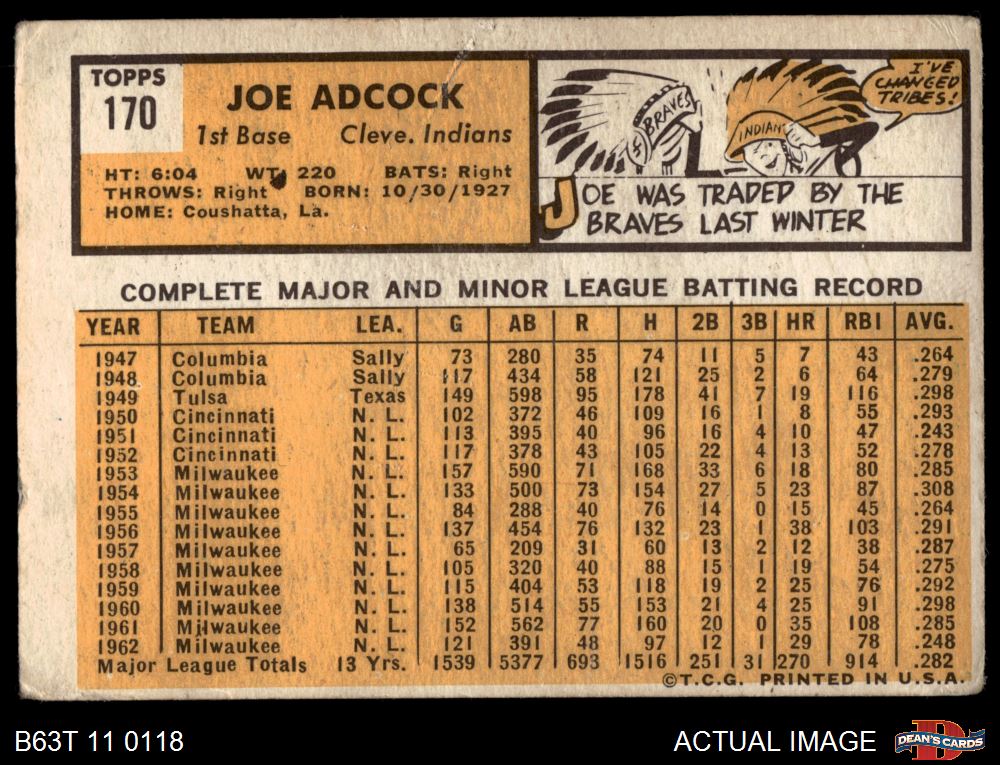 TOPPS
170
JOE ADCOCK
1st Base Cleve. Indians
HT: 6:04 WT: 220 BATS: Right
THROWS: Right BORN: 10/30/1927
HOME: Coushatta, La.
BRAVES
INDIANS
I'VE
CHANGED
TRIBES!
JOE WAS TRADED BY THE
BRAVES LAST WINTER
COMPLETE MAJOR AND MINOR LEAGUE BATTING RECORD
YEAR TEAM LEA. G AB R H 2B 3B HR RBI AVG.
1947 Columbia Sally 73 280 35 74 11 5 7 43 .264
1948 Columbia Sally 117 434 58 121 25 2 6 64 .279
1949 Tulsa Texas 149 598 95 178 41 7 19 116 .298
1950 Cincinnati N. L. 102 372 46 109 16 1 8 55 .293
1951 Cincinnati N. L. 113 395 40 96 16 4 10 47 .243
1952 Cincinnati N. L. 117 378 43 105 22 4 13 52 .278
1953 Milwaukee N. L. 157 590 71 168 33 6 18 80 .285
1954 Milwaukee N. L. 133 500 73 154 27 5 23 87 .308
1955 Milwaukee N. L. 84 288 40 76 14 0 15 45 .264
1956 Milwaukee N. L. 137 454 76 132 23 1 38 103 .291
1957 Milwaukee N. L. 65 209 31 60 13 2 12 38 .287
1958 Milwaukee N. L. 105 320 40 88 15 1 19 54 .275
1959 Milwaukee N. L. 115 404 53 118 19 2 25 76 .292
1960 Milwaukee N. L. 138 514 55 153 21 4 25 91 .298
1961 Milwaukee N. L. 152 562 77 160 20 0 35 108 .285
1962 Milwaukee N. L. 121 391 48 97 12 1 29 78 .248
Major League Totals 13 Yrs. 1539 5377 693 1516 251 31 270 914 .282
©T.C.G. PRINTED IN U.S.A.
B63T 11 0118
ACTUAL IMAGE
DEAN'S CARDS